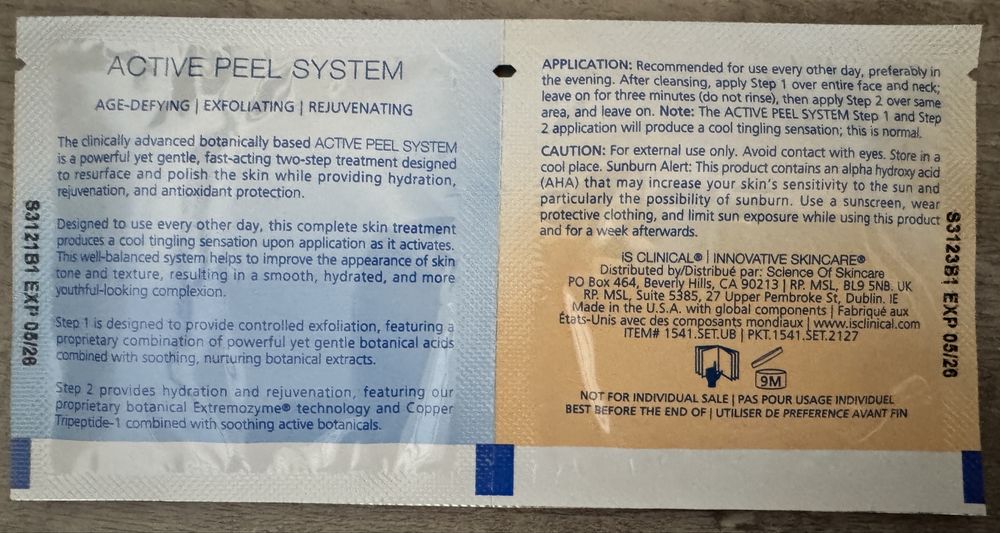 ACTIVE PEEL SYSTEM
AGE-DEFYING | EXFOLIATING | REJUVENATING
The clinically advanced botanically based ACTIVE PEEL SYSTEM
is a powerful yet gentle, fast-acting two-step treatment designed
to resurface and polish the skin while providing hydration,
rejuvenation, and antioxidant protection.
Designed to use every other day, this complete skin treatment
produces a cool tingling sensation upon application as it activates.
This well-balanced system helps to improve the appearance of skin
tone and texture, resulting in a smooth, hydrated, and more
youthful-looking complexion.
Step 1 is designed to provide controlled exfoliation, featuring a
proprietary combination of powerful yet gentle botanical acids
combined with soothing, nurturing botanical extracts.
Step 2 provides hydration and rejuvenation, featuring our
proprietary botanical Extremozyme® technology and Copper
Tripeptide-1 combined with soothing active botanicals.
S3121B1 EXP 05/26
APPLICATION: Recommended for use every other day, preferably in
the evening. After cleansing, apply Step 1 over entire face and neck;
leave on for three minutes (do not rinse), then apply Step 2 over same
area, and leave on. Note: The ACTIVE PEEL SYSTEM Step 1 and Step
2 application will produce a cool tingling sensation; this is normal.
CAUTION: For external use only. Avoid contact with eyes. Store in a
cool place. Sunburn Alert: This product contains an alpha hydroxy acid
(AHA) that may increase your skin's sensitivity to the sun and
particularly the possibility of sunburn. Use a sunscreen, wear
protective clothing, and limit sun exposure while using this product
and for a week afterwards.
iS CLINICAL® | INNOVATIVE SKINCARE®
Distributed by/Distribué par: Science Of Skincare
PO Box 464, Beverly Hills, CA 90213 | RP. MSL, BL9 5NB. UK
RP. MSL, Suite 5385, 27 Upper Pembroke St, Dublin. IE
Made in the U.S.A. with global components | Fabriqué aux
États-Unis avec des composants mondiaux | www.isclinical.com
ITEM# 1541.SET.UB | PKT.1541.SET.2127
9M
NOT FOR INDIVIDUAL SALE | PAS POUR USAGE INDIVIDUEL
BEST BEFORE THE END OF | UTILISER DE PREFERENCE AVANT FIN
S3123B1 EXP 05/26